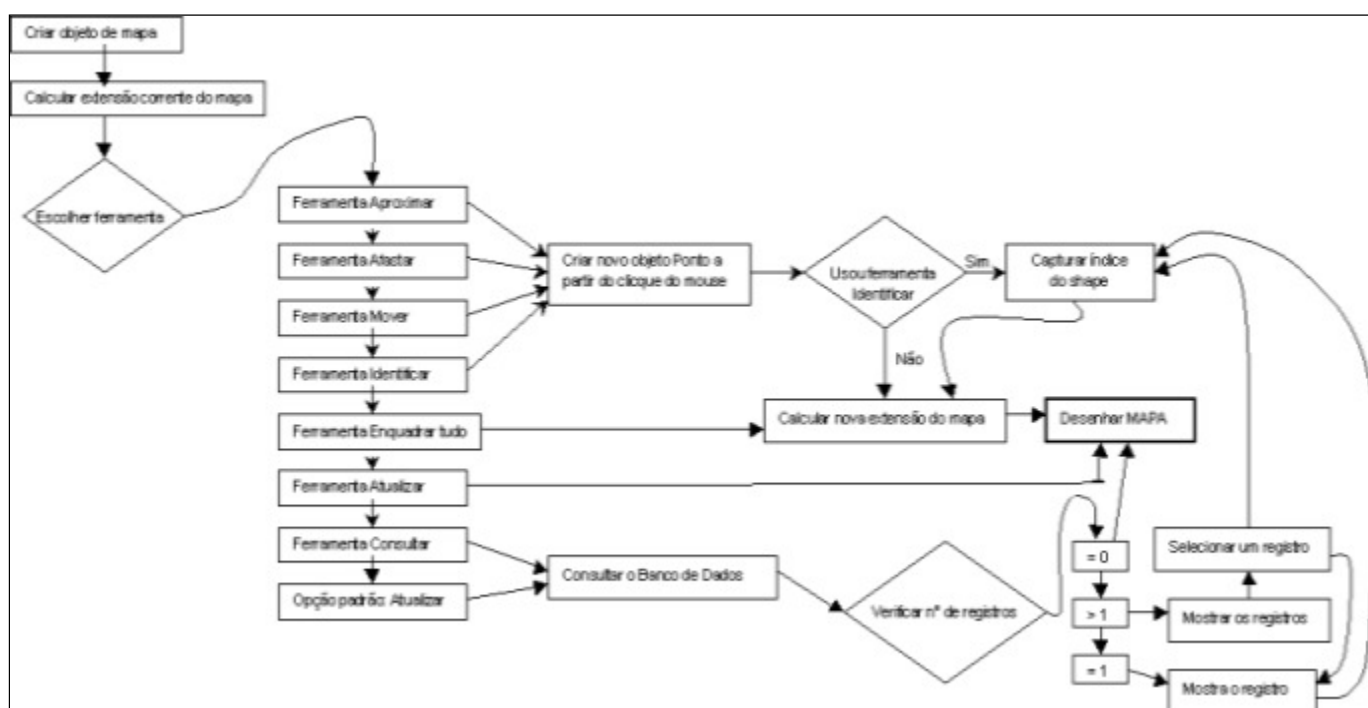 Criar objeto de mapa
Calcular extensão corrente do mapa
Escolher ferramenta
Ferramenta Aproximar
Ferramenta Afastar
Ferramenta Mover
Ferramenta Identificar
Ferramenta Enquadrar tudo
Ferramenta Atualizar
Ferramenta Consultar
Opção padrão: Atualizar
Criar novo objeto Ponto a
partir do clicque do mouse
Usou ferramenta
Identificar
Sim
Não
Capturar índice
do shape
Calcular nova extensão do mapa
Desenhar MAPA
Consultar o Banco de Dados
Verificar n° de registros
= 0
> 1
= 1
Selecionar um registro
Mostrar os registros
Mostra o registro